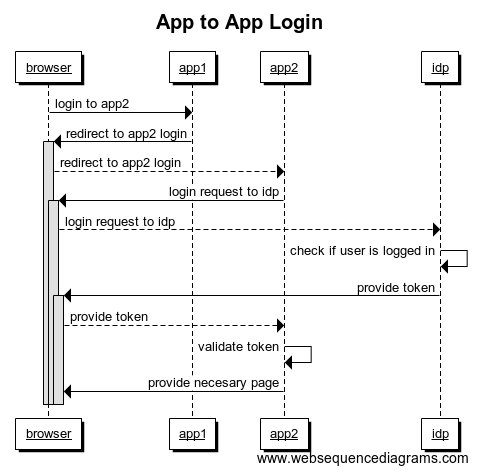 App to App Login
browser app1 app2 idp
login to app2
redirect to app2 login
redirect to app2 login
login request to idp
login request to idp
check if user is logged in
provide token
provide token
validate token
provide necesary page
browser app1 app2 idp
www.websequencediagrams.com